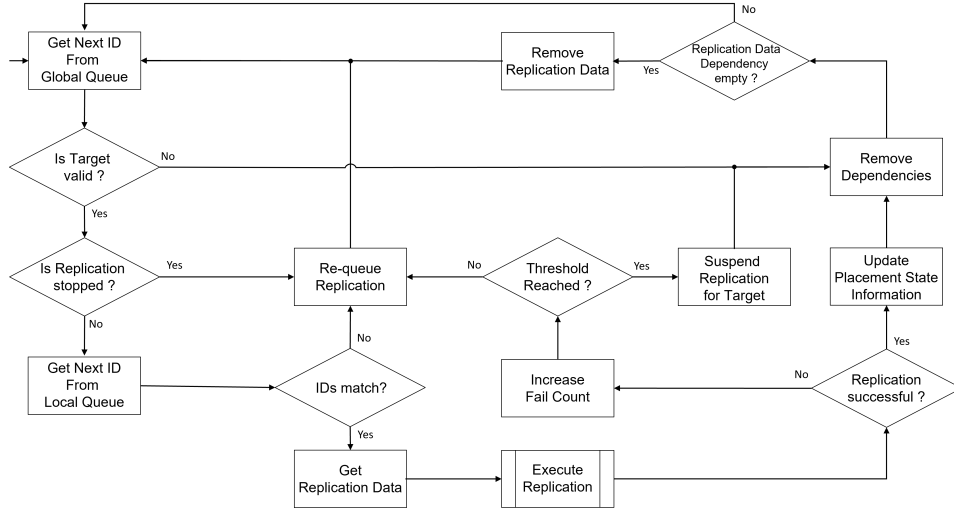 No
Get Next ID
From
Global Queue
Remove
Replication Data
Yes
Replication Data
Dependency
empty ?
Is Target
valid ?
No
Remove
Dependencies
Yes
Is Replication
stopped ?
Yes
Re-queue
Replication
No
Threshold
Reached ?
Yes
Suspend
Replication
for Target
Update
Placement State
Information
No
No
Yes
Get Next ID
From
Local Queue
IDs match?
Increase
Fail Count
No
Replication
successful ?
Yes
Get
Replication Data
Execute
Replication